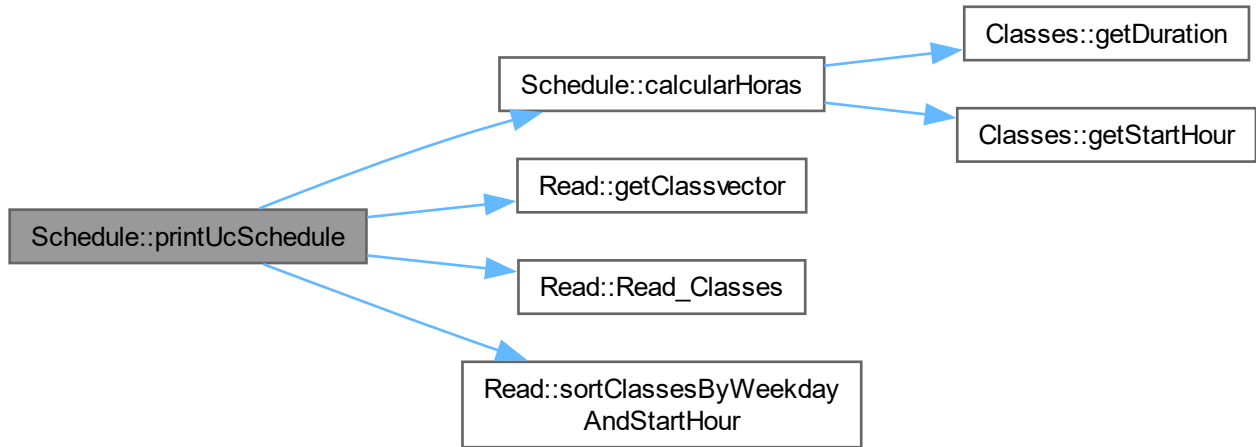 Schedule::printUcSchedule
Schedule::calcularHoras
Classes::getDuration
Classes::getStartHour
Read::getClassvector
Read::Read_Classes
Read::sortClassesByWeekday
AndStartHour